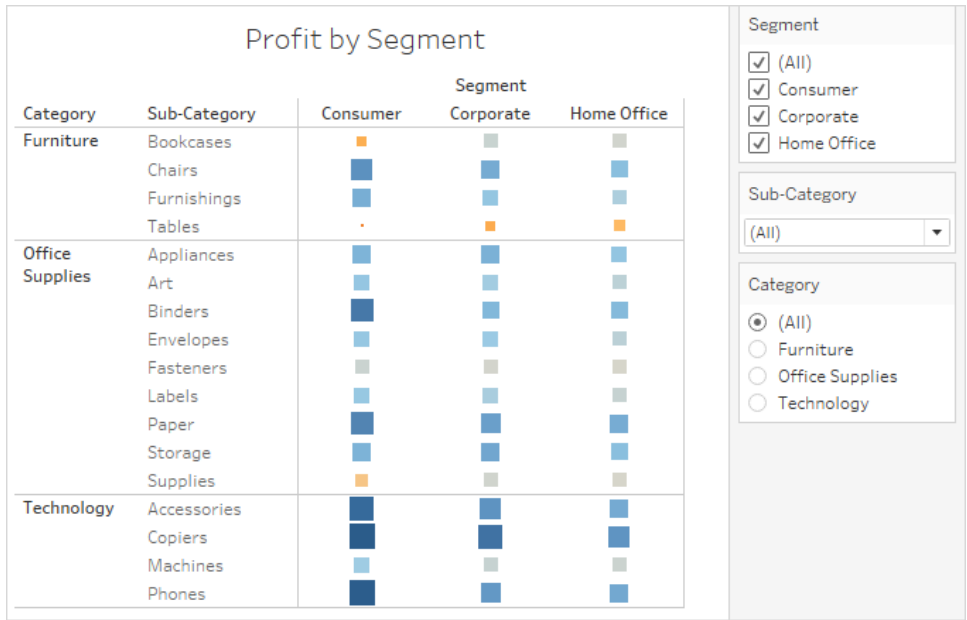 Profit by Segment
Segment
Category Sub-Category Consumer Corporate Home Office
Furniture Bookcases
Chairs
Furnishings
Tables
Office Supplies Appliances
Art
Binders
Envelopes
Fasteners
Labels
Paper
Storage
Supplies
Technology Accessories
Copiers
Machines
Phones
Segment
(All)
Consumer
Corporate
Home Office
Sub-Category
(All)
Category
(All)
Furniture
Office Supplies
Technology